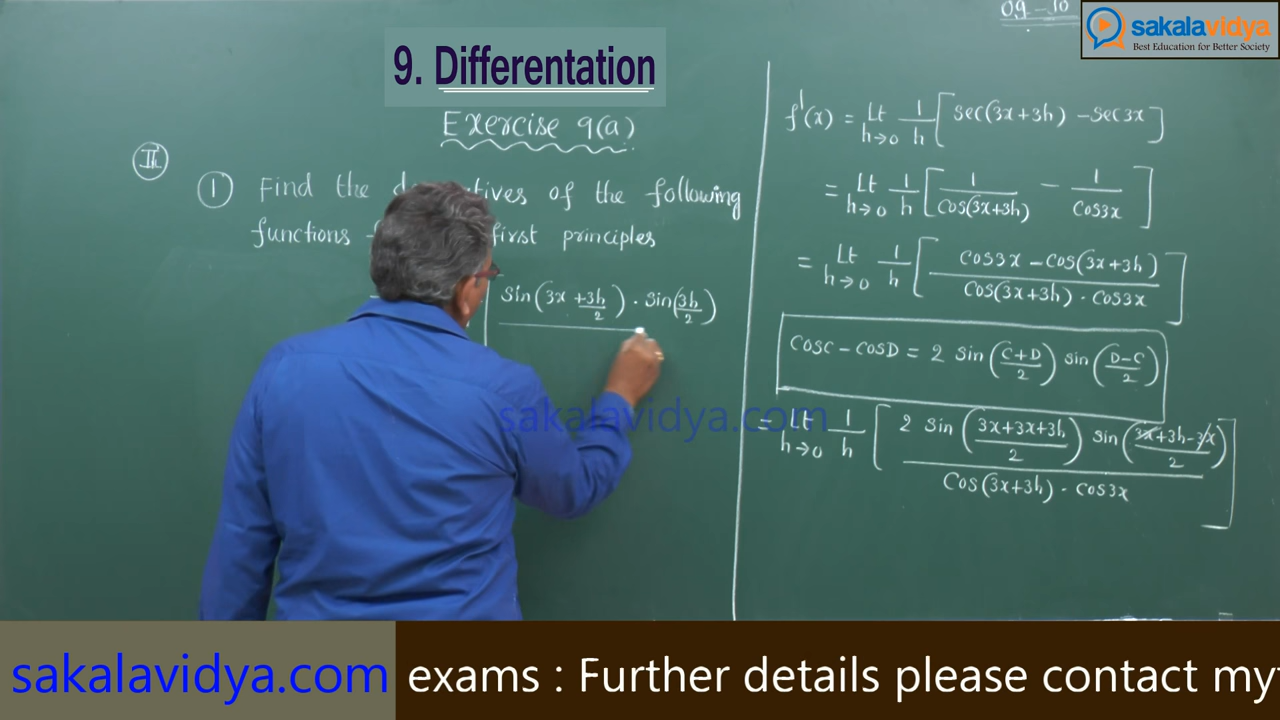 09-10
sakalavidya
Best Education for Better Society
9. Differentation
Exercise 9(a)
II
① Find the d tives of the following
functions first principles
sin(3x + 3h/2) · sin(3h/2)
f'(x) = Lt h→0 1/h [sec(3x+3h) - sec3x]
= Lt h→0 1/h [1/cos(3x+3h) - 1/cos3x]
= Lt h→0 1/h [(cos3x - cos(3x+3h))/(cos(3x+3h) · cos3x)]
cosC - cosD = 2 sin((C+D)/2) sin((D-C)/2)
= Lt h→0 1/h [2 sin((3x+3x+3h)/2) sin((3x+3h-3x)/2)/(cos(3x+3h) · cos3x)]
=
sakalavidya.com
sakalavidya.com exams : Further details please contact my